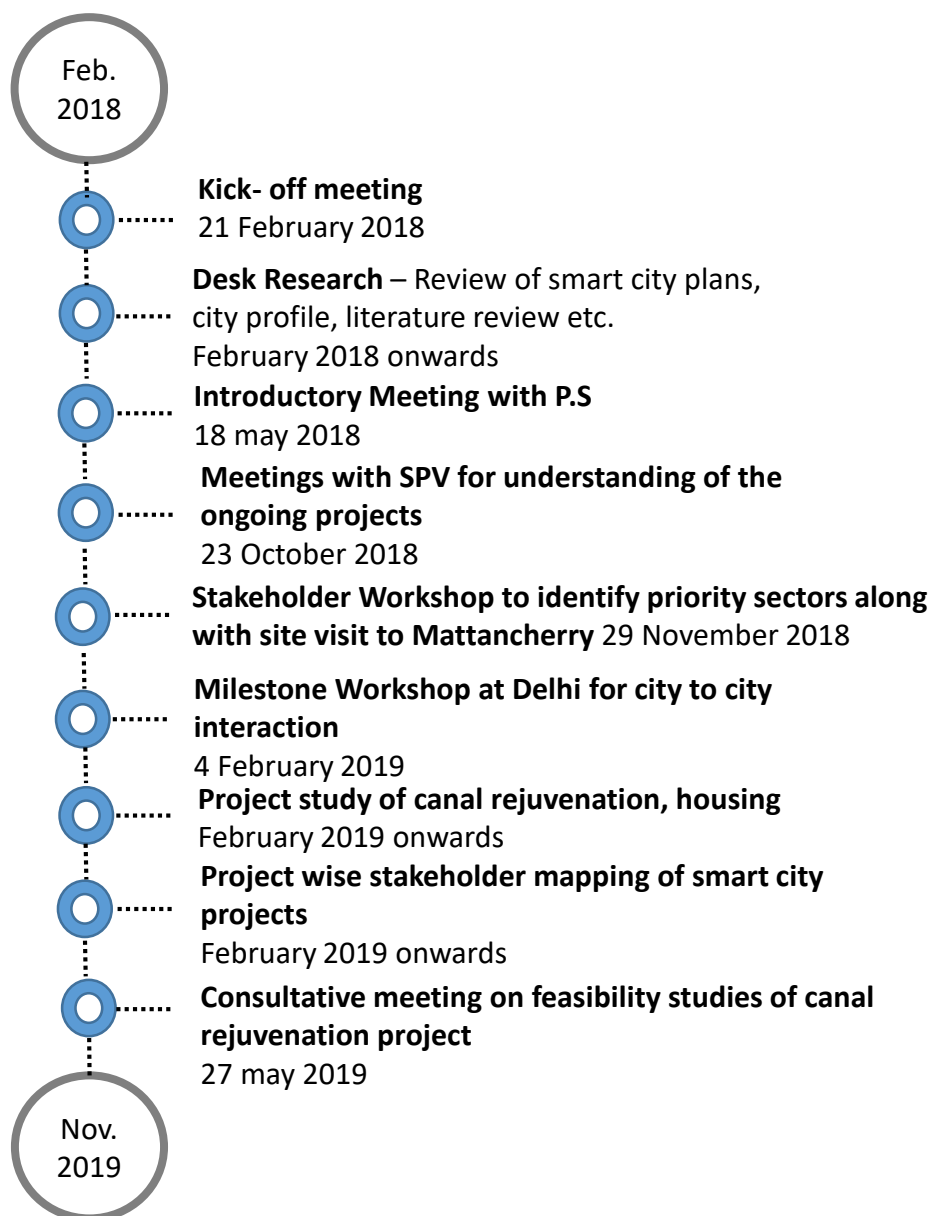 Feb.
2018
Kick- off meeting
21 February 2018
Desk Research – Review of smart city plans,
city profile, literature review etc.
February 2018 onwards
Introductory Meeting with P.S
18 may 2018
Meetings with SPV for understanding of the
ongoing projects
23 October 2018
Stakeholder Workshop to identify priority sectors along
with site visit to Mattancherry 29 November 2018
Milestone Workshop at Delhi for city to city
interaction
4 February 2019
Project study of canal rejuvenation, housing
February 2019 onwards
Project wise stakeholder mapping of smart city
projects
February 2019 onwards
Consultative meeting on feasibility studies of canal
rejuvenation project
27 may 2019
Nov.
2019